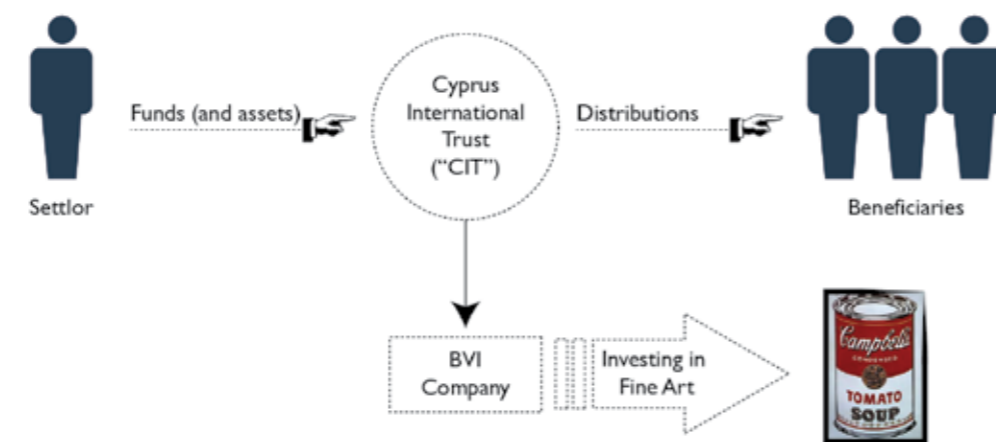 Funds (and assets)
Settlor
Cyprus
International
Trust
("CIT")
Distributions
Beneficiaries
BVI
Company
Investing in
Fine Art
Campbell's
CONDENSED
TOMATO
SOUP